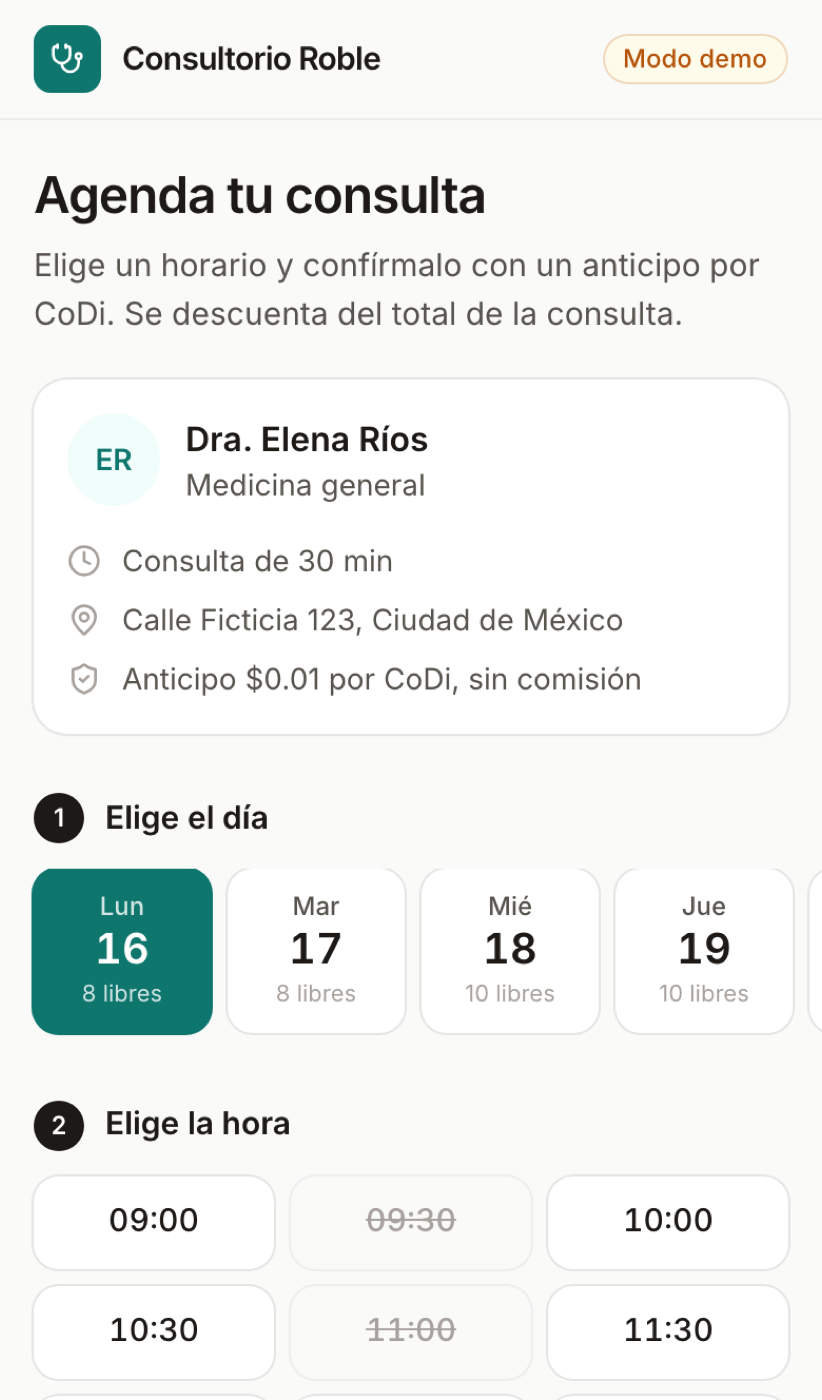 Consultorio Roble
Modo demo
Agenda tu consulta
Elige un horario y confírmalo con un anticipo por
CoDi. Se descuenta del total de la consulta.
ER
Dra. Elena Ríos
Medicina general
Consulta de 30 min
Calle Ficticia 123, Ciudad de México
Anticipo $0.01 por CoDi, sin comisión
1 Elige el día
Lun
16
8 libres
Mar
17
8 libres
Mié
18
10 libres
Jue
19
10 libres
2 Elige la hora
09:00 09:30 10:00
10:30 11:00 11:30